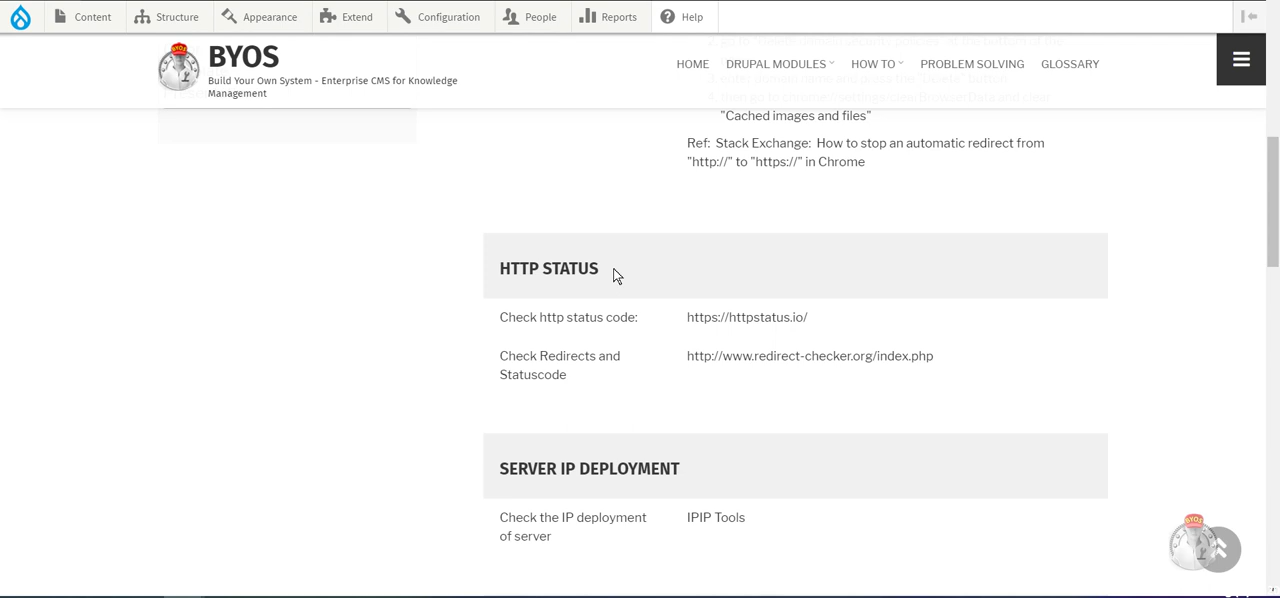 Content
Structure
Appearance
Extend
Configuration
People
Reports
Help
BYOS
Build Your Own System - Enterprise CMS for Knowledge
Management
HOME
DRUPAL MODULES
HOW TO
PROBLEM SOLVING
GLOSSARY
"Cached images and files"
Ref: Stack Exchange: How to stop an automatic redirect from
"http://" to "https://" in Chrome
HTTP STATUS
Check http status code:
https://httpstatus.io/
Check Redirects and
Statuscode
http://www.redirect-checker.org/index.php
SERVER IP DEPLOYMENT
Check the IP deployment
of server
IPIP Tools
BYOS